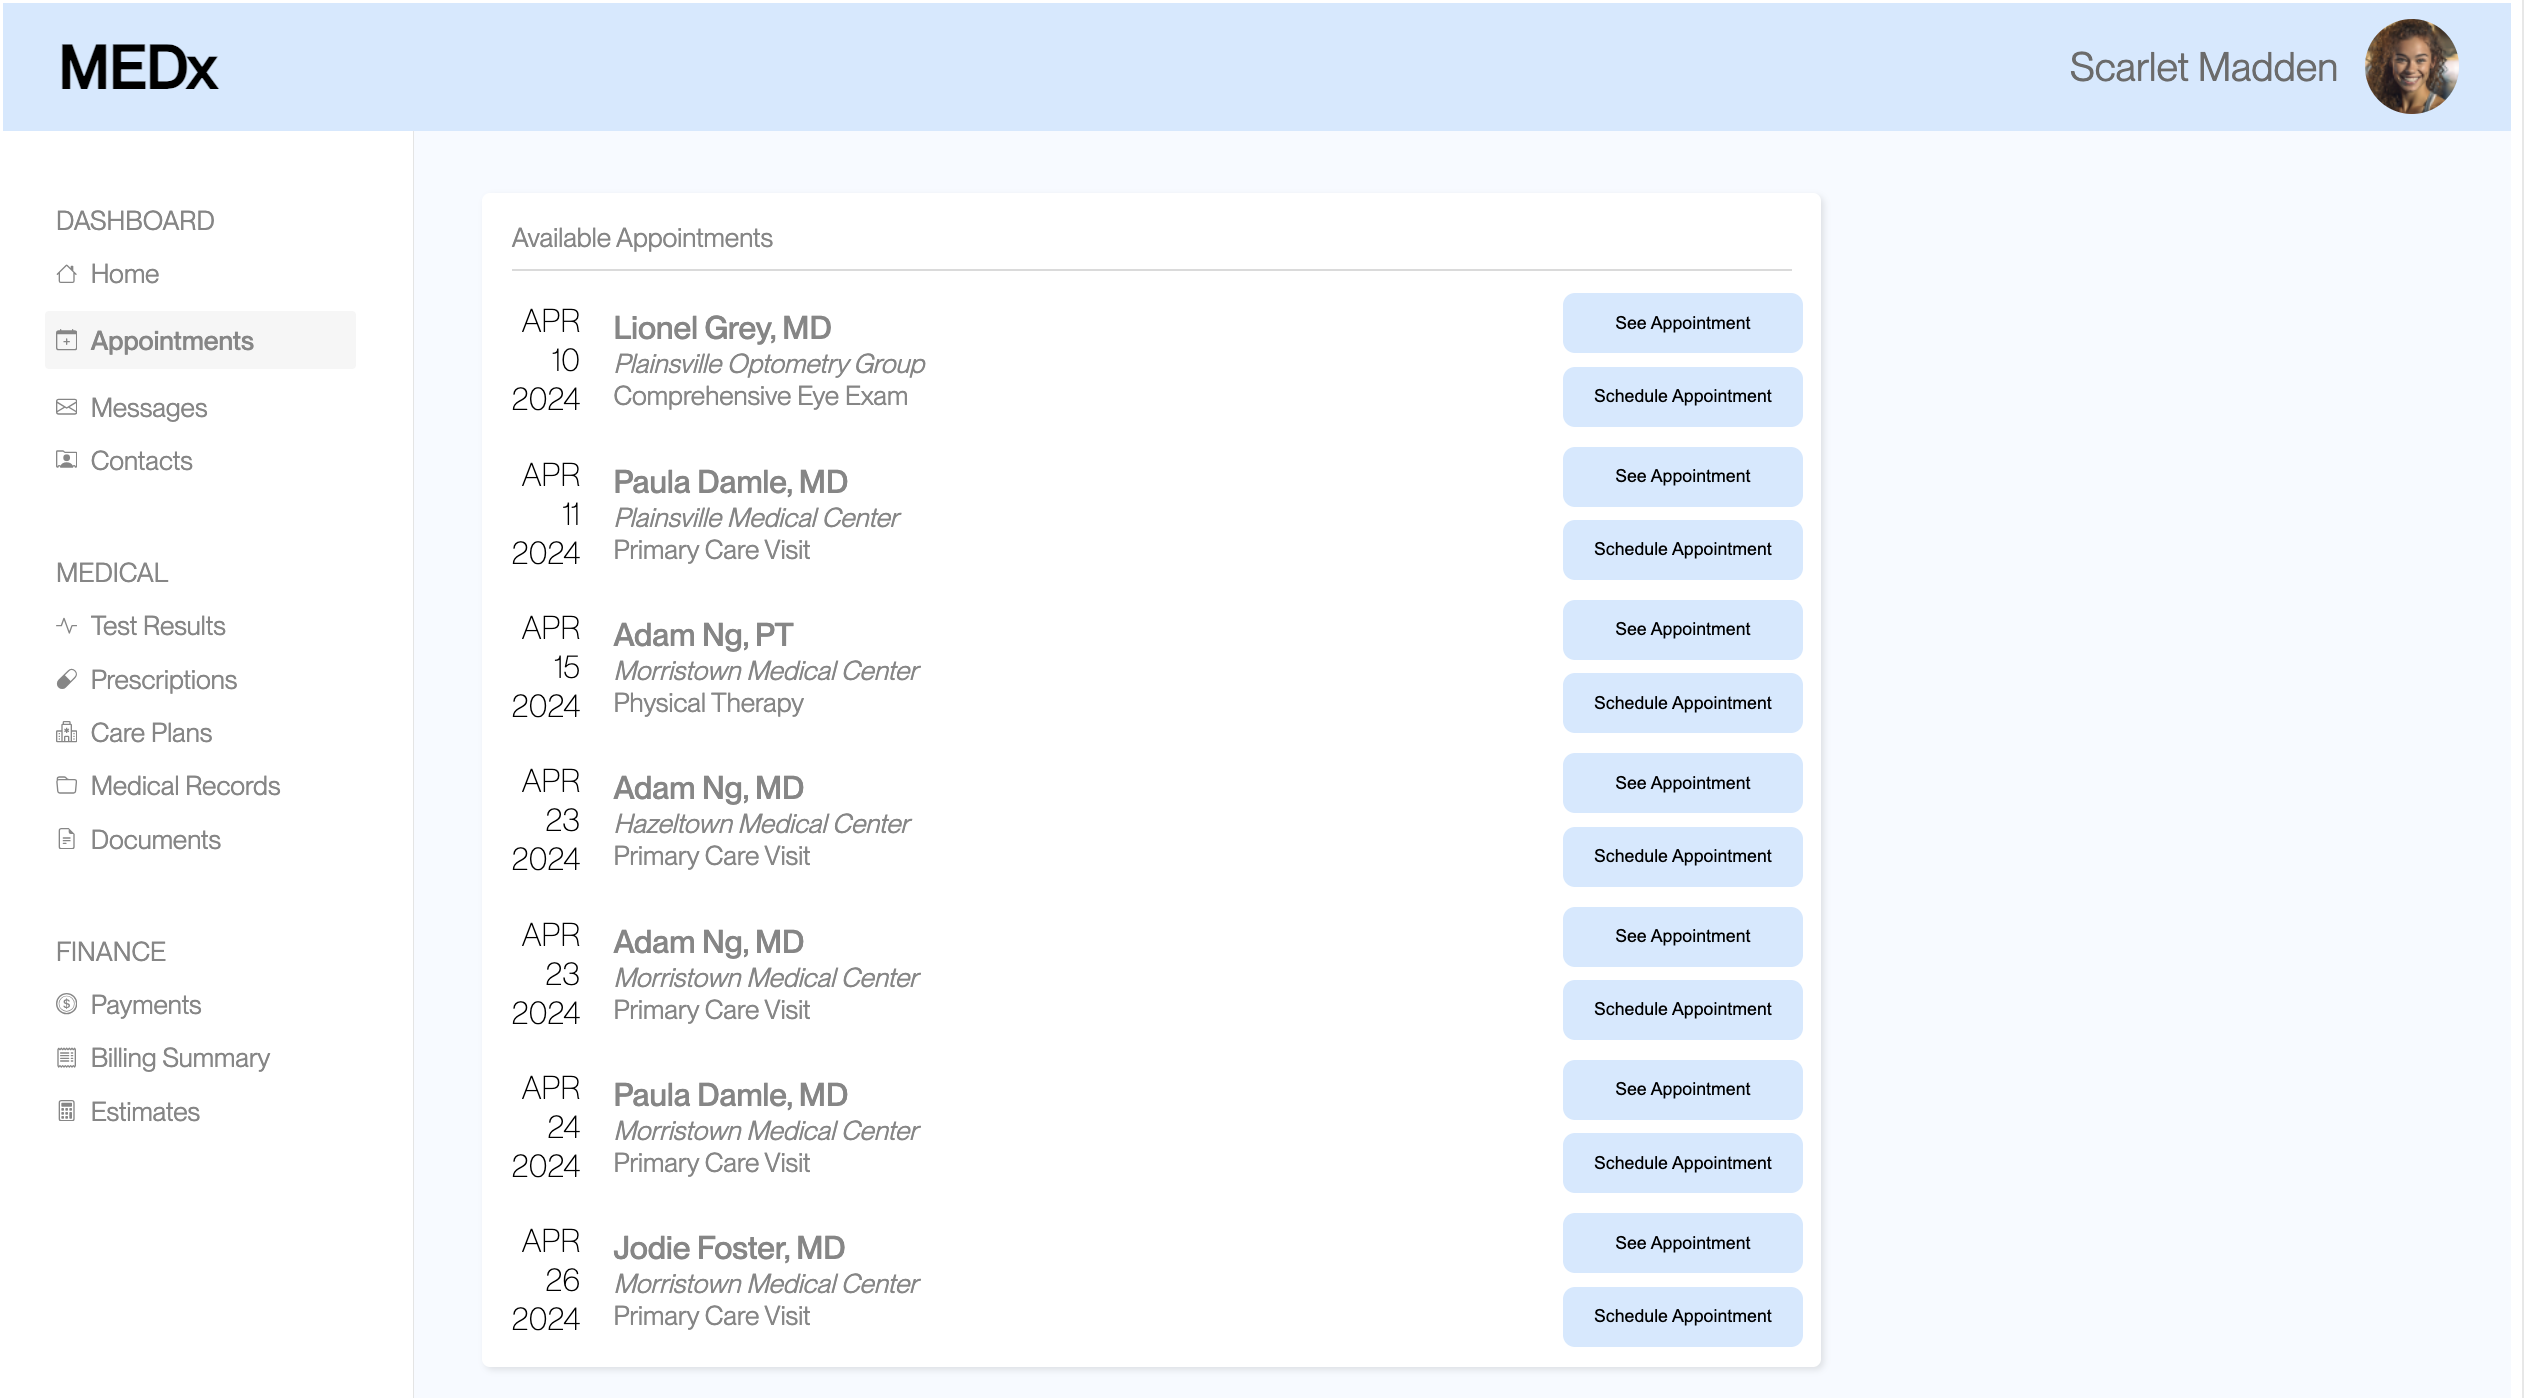 MEDx
Scarlet Madden
DASHBOARD
Home
Appointments
Messages
Contacts
MEDICAL
Test Results
Prescriptions
Care Plans
Medical Records
Documents
FINANCE
Payments
Billing Summary
Estimates
Available Appointments
APR
10
2024
Lionel Grey, MD
Plainsville Optometry Group
Comprehensive Eye Exam
See Appointment
Schedule Appointment
APR
11
2024
Paula Damle, MD
Plainsville Medical Center
Primary Care Visit
See Appointment
Schedule Appointment
APR
15
2024
Adam Ng, PT
Morristown Medical Center
Physical Therapy
See Appointment
Schedule Appointment
APR
23
2024
Adam Ng, MD
Hazeltown Medical Center
Primary Care Visit
See Appointment
Schedule Appointment
APR
23
2024
Adam Ng, MD
Morristown Medical Center
Primary Care Visit
See Appointment
Schedule Appointment
APR
24
2024
Paula Damle, MD
Morristown Medical Center
Primary Care Visit
See Appointment
Schedule Appointment
APR
26
2024
Jodie Foster, MD
Morristown Medical Center
Primary Care Visit
See Appointment
Schedule Appointment